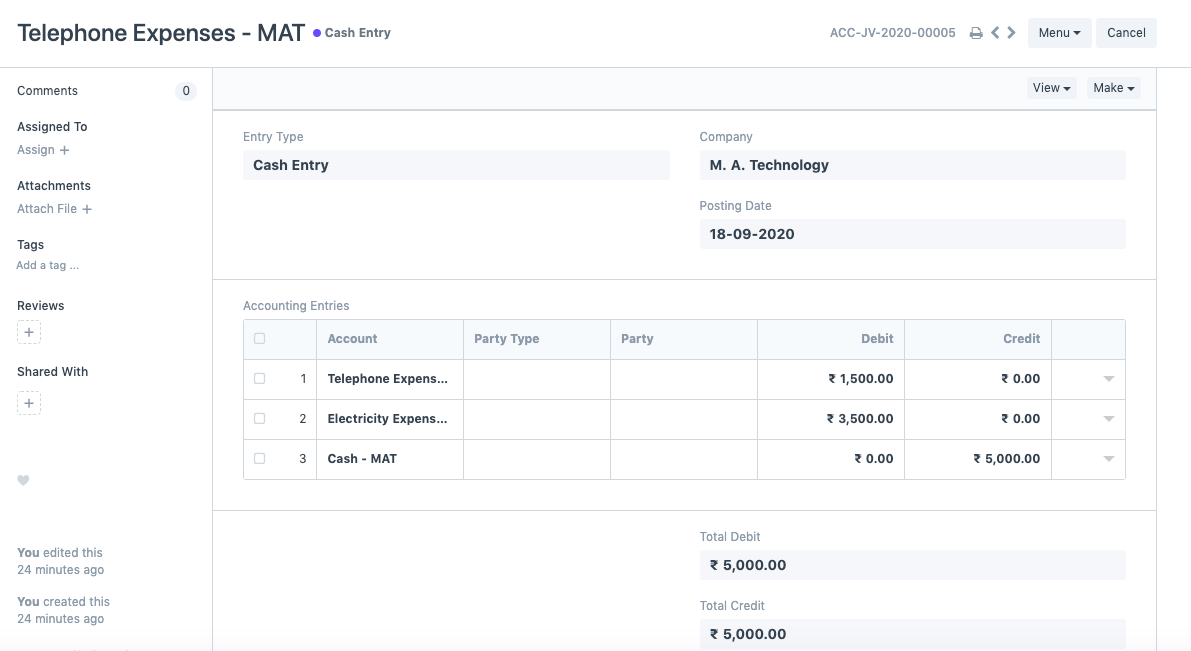 Telephone Expenses - MAT Cash Entry ACC-JV-2020-00005 Menu Cancel
Comments 0
Assigned To
Assign +
Attachments
Attach File +
Tags
Add a tag ...
Reviews
+
Shared With
+
You edited this
24 minutes ago
You created this
24 minutes ago
View Make
Entry Type
Cash Entry
Company
M. A. Technology
Posting Date
18-09-2020
Accounting Entries
Account Party Type Party Debit Credit
1 Telephone Expens... ₹ 1,500.00 ₹ 0.00
2 Electricity Expens... ₹ 3,500.00 ₹ 0.00
3 Cash - MAT ₹ 0.00 ₹ 5,000.00
Total Debit
₹ 5,000.00
Total Credit
₹ 5,000.00